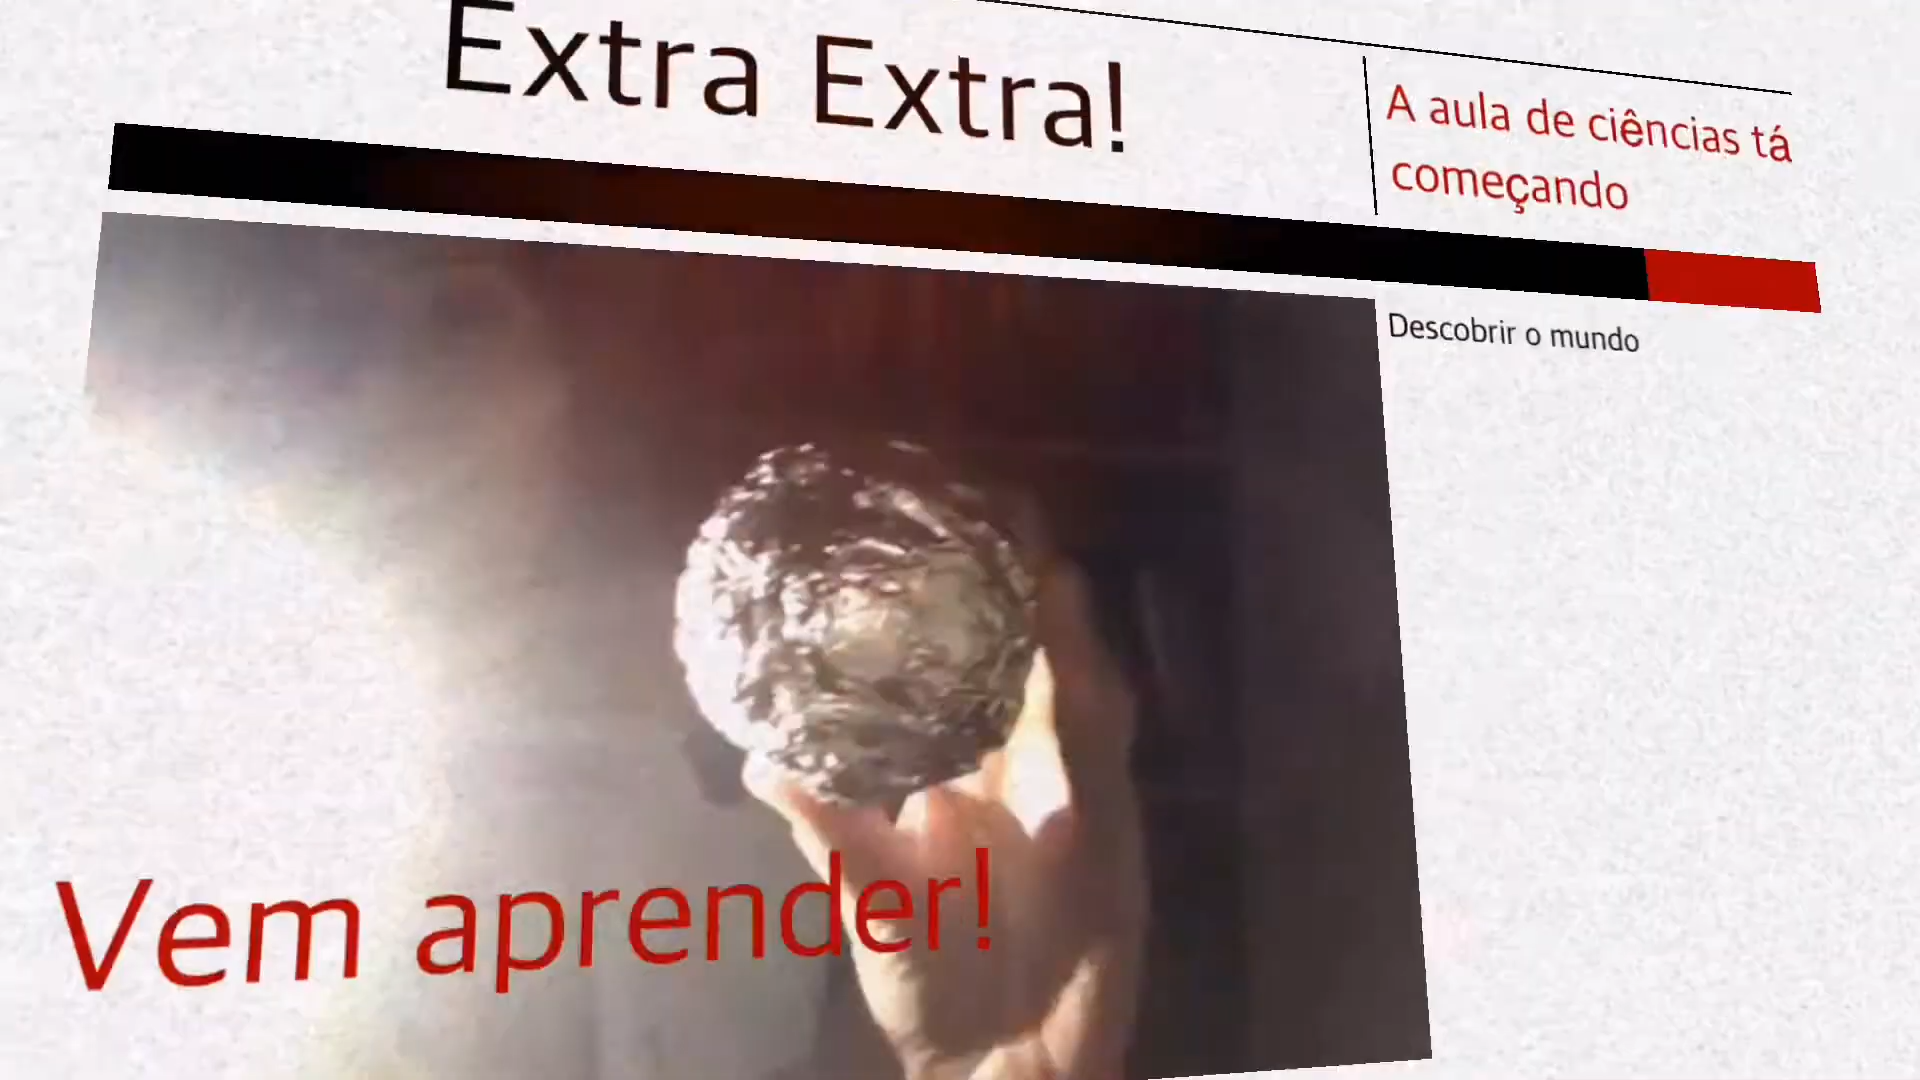 Extra Extra!
A aula de ciências tá
começando
Descobrir o mundo
Vem aprender!